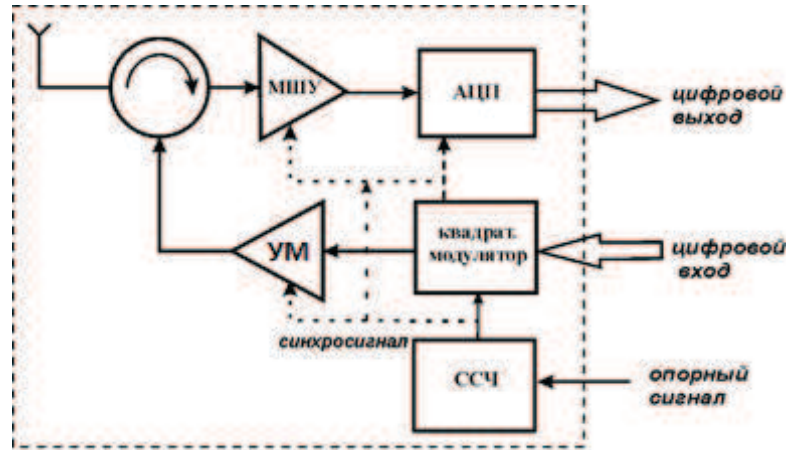 МШУ
АЦП
цифровой
выход
УМ
квадрат.
модулятор
цифровой
вход
синхросигнал
ССЧ
опорный
сигнал